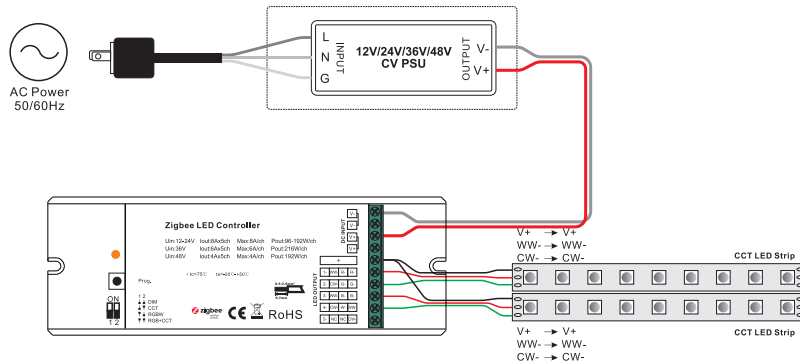 AC Power
50/60Hz
L
N
G
INPUT
12V/24V/36V/48V
CV PSU
OUTPUT
V-
V+
Zigbee LED Controller
Uin:12-24V Iout:8Ax5ch Max:8A/ch Pout:96-192W/ch
Uin:36V Iout:6Ax5ch Max:6A/ch Pout:216W/ch
Uin:48V Iout:4Ax5ch Max:4A/ch Pout:192W/ch
Prog.
ON
1 2
1 2
DIM
CCT
RGBW
RGB+CCT
zigbee
CE
RoHS
DC INPUT
V-
V-
V+
V+
LED OUTPUT
+
V+ → V+
WW- → WW-
CW- → CW-
CCT LED Strip
CCT LED Strip
V+ → V+
WW- → WW-
CW- → CW-